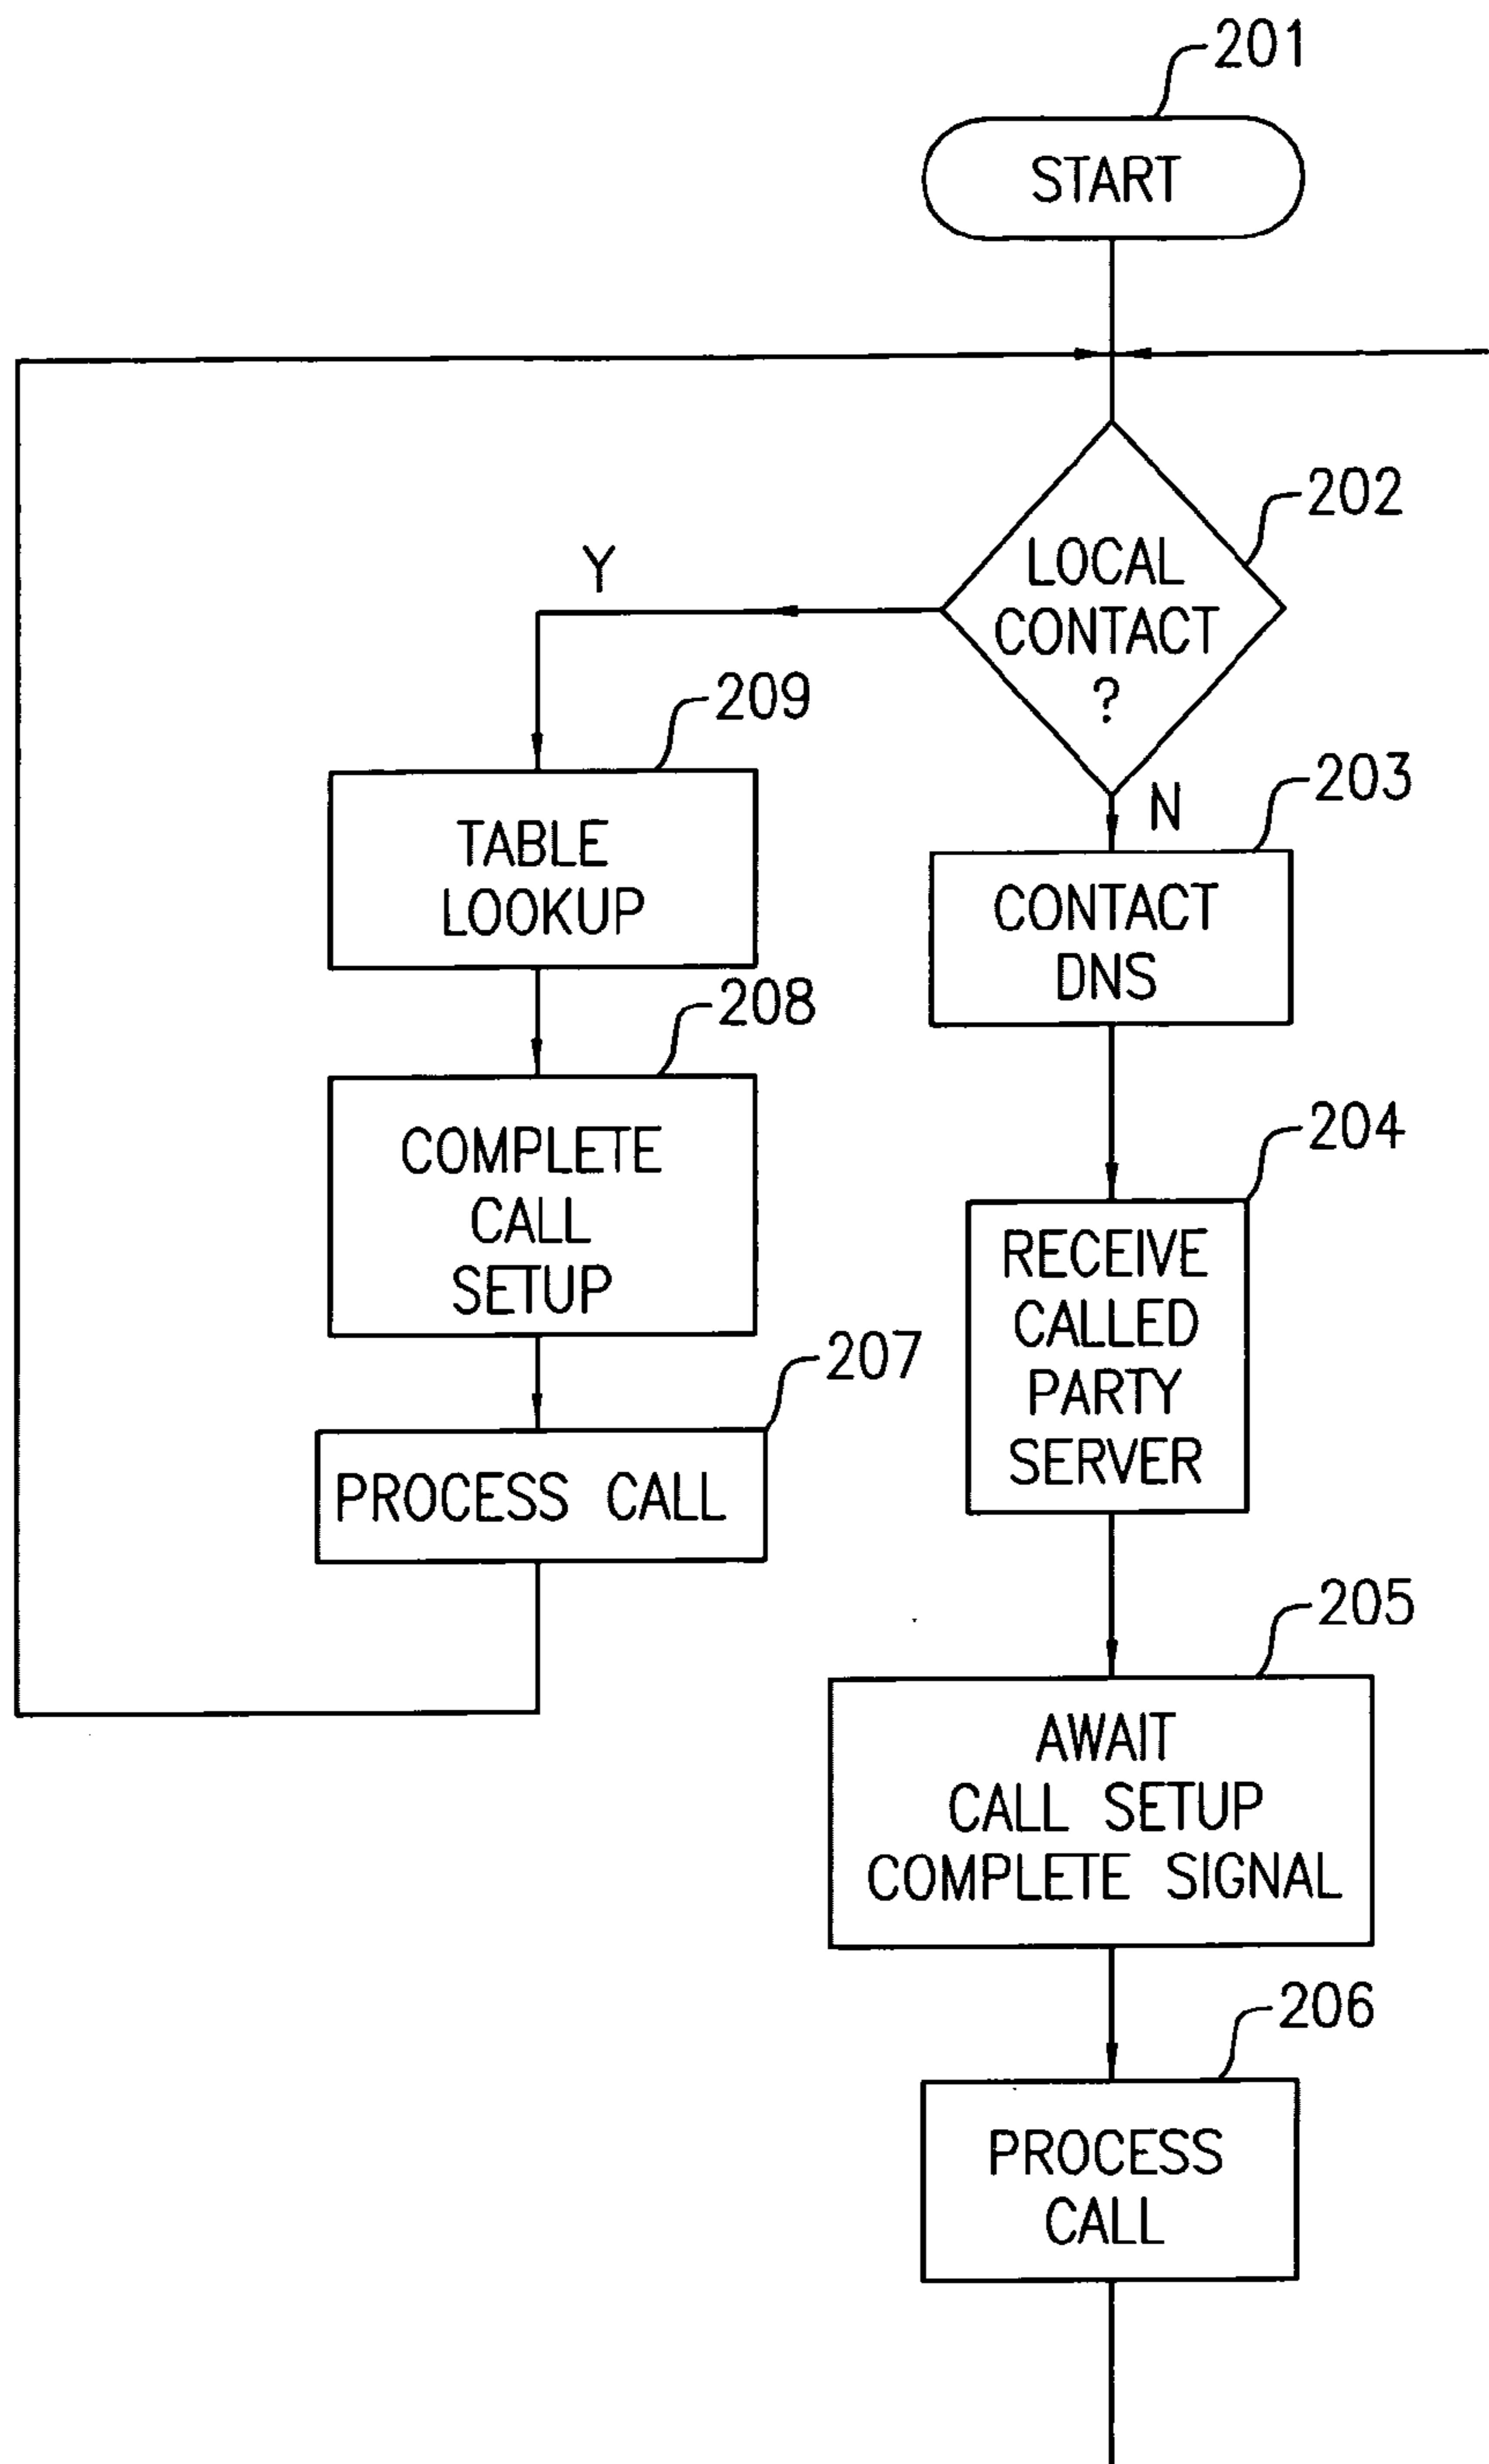 201
START
202
LOCAL
CONTACT
?
Y
N
209
TABLE
LOOKUP
203
CONTACT
DNS
208
COMPLETE
CALL
SETUP
204
RECEIVE
CALLED
PARTY
SERVER
207
PROCESS CALL
205
AWAIT
CALL SETUP
COMPLETE SIGNAL
206
PROCESS
CALL